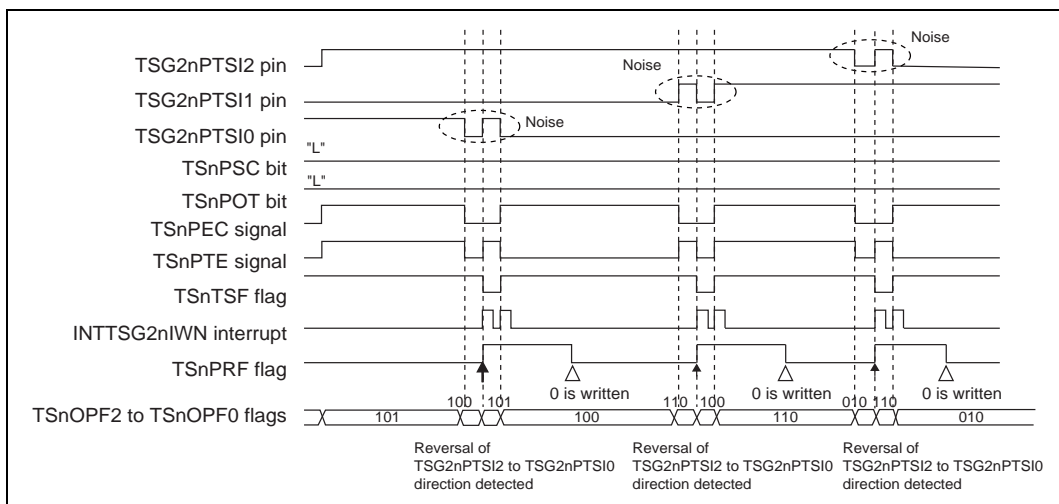 Noise
TSG2nPTSI2 pin
Noise
TSG2nPTSI1 pin
Noise
TSG2nPTSI0 pin
"L"
TSnPSC bit
"L"
TSnPOT bit
TSnPEC signal
TSnPTE signal
TSnTSF flag
INTTSG2nIWN interrupt
TSnPRF flag
0 is written 0 is written 0 is written
100 101 110 100 010 110
TSnOPF2 to TSnOPF0 flags
101 100 110 010
Reversal of
TSG2nPTSI2 to TSG2nPTSI0
direction detected
Reversal of
TSG2nPTSI2 to TSG2nPTSI0
direction detected
Reversal of
TSG2nPTSI2 to TSG2nPTSI0
direction detected